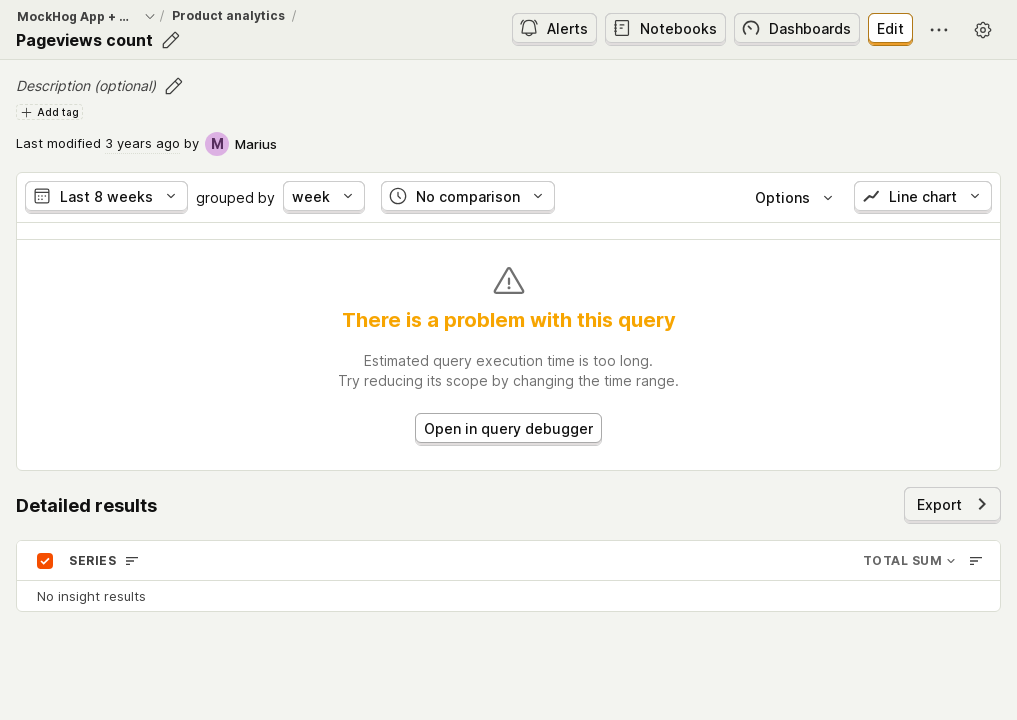 MockHog App + ... / Product analytics /
Pageviews count
Alerts
Notebooks
Dashboards
Edit
Description (optional)
Add tag
Last modified 3 years ago by M Marius
Last 8 weeks grouped by week No comparison Options Line chart
There is a problem with this query
Estimated query execution time is too long.
Try reducing its scope by changing the time range.
Open in query debugger
Detailed results
Export
SERIES TOTAL SUM
No insight results